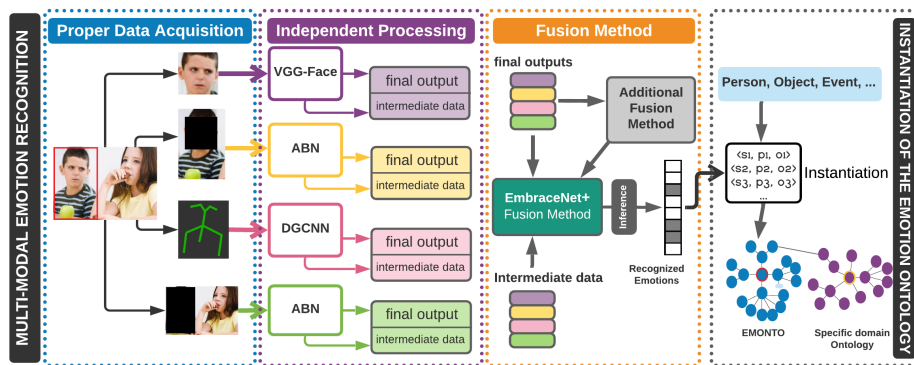 MULTI-MODAL EMOTION RECOGNITION
Proper Data Acquisition
Independent Processing
VGG-Face
final output
intermediate data
ABN
final output
intermediate data
DGCNN
final output
intermediate data
ABN
final output
intermediate data
Fusion Method
final outputs
Additional
Fusion
Method
EmbraceNet+
Fusion Method
Inference
Intermediate data
Recognized
Emotions
Person, Object, Event, ...
<s1, p1, o1>
<s2, p2, o2>
<s3, p3, o3>
...
Instantiation
EMONTO
Specific domain
Ontology
INSTANTIATION OF THE EMOTION ONTOLOGY